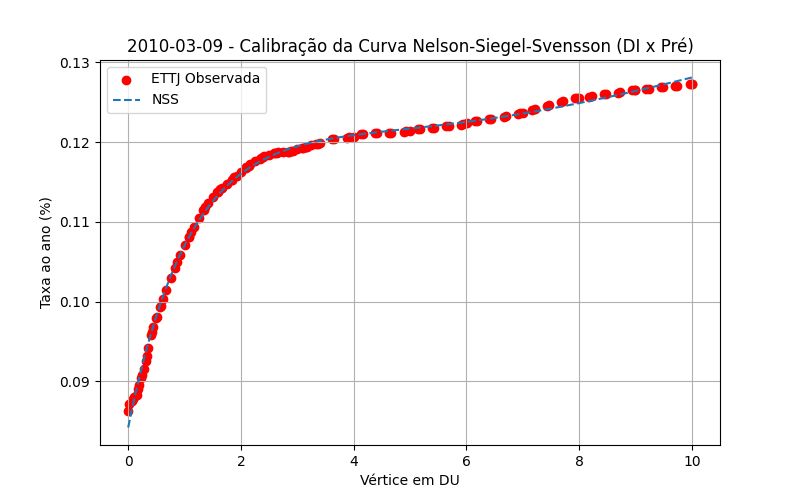 2010-03-09 - Calibração da Curva Nelson-Siegel-Svensson (DI x Pré)
ETTJ Observada
NSS
Taxa ao ano (%)
0.13
0.12
0.11
0.10
0.09
0 2 4 6 8 10
Vértice em DU